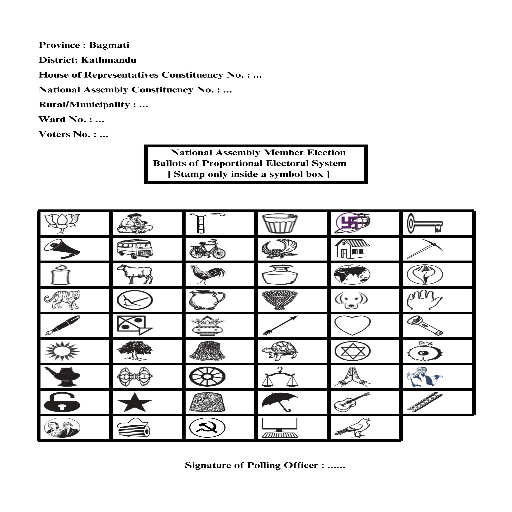 Province : Bagmati
District: Kathmandu
House of Representatives Constituency No. : ...
National Assembly Constituency No. : ...
Rural/Municipality : ...
Ward No. : ...
Voters No. : ...
National Assembly Member Election
Ballots of Proportional Electoral System
[ Stamp only inside a symbol box ]
Signature of Polling Officer : ......